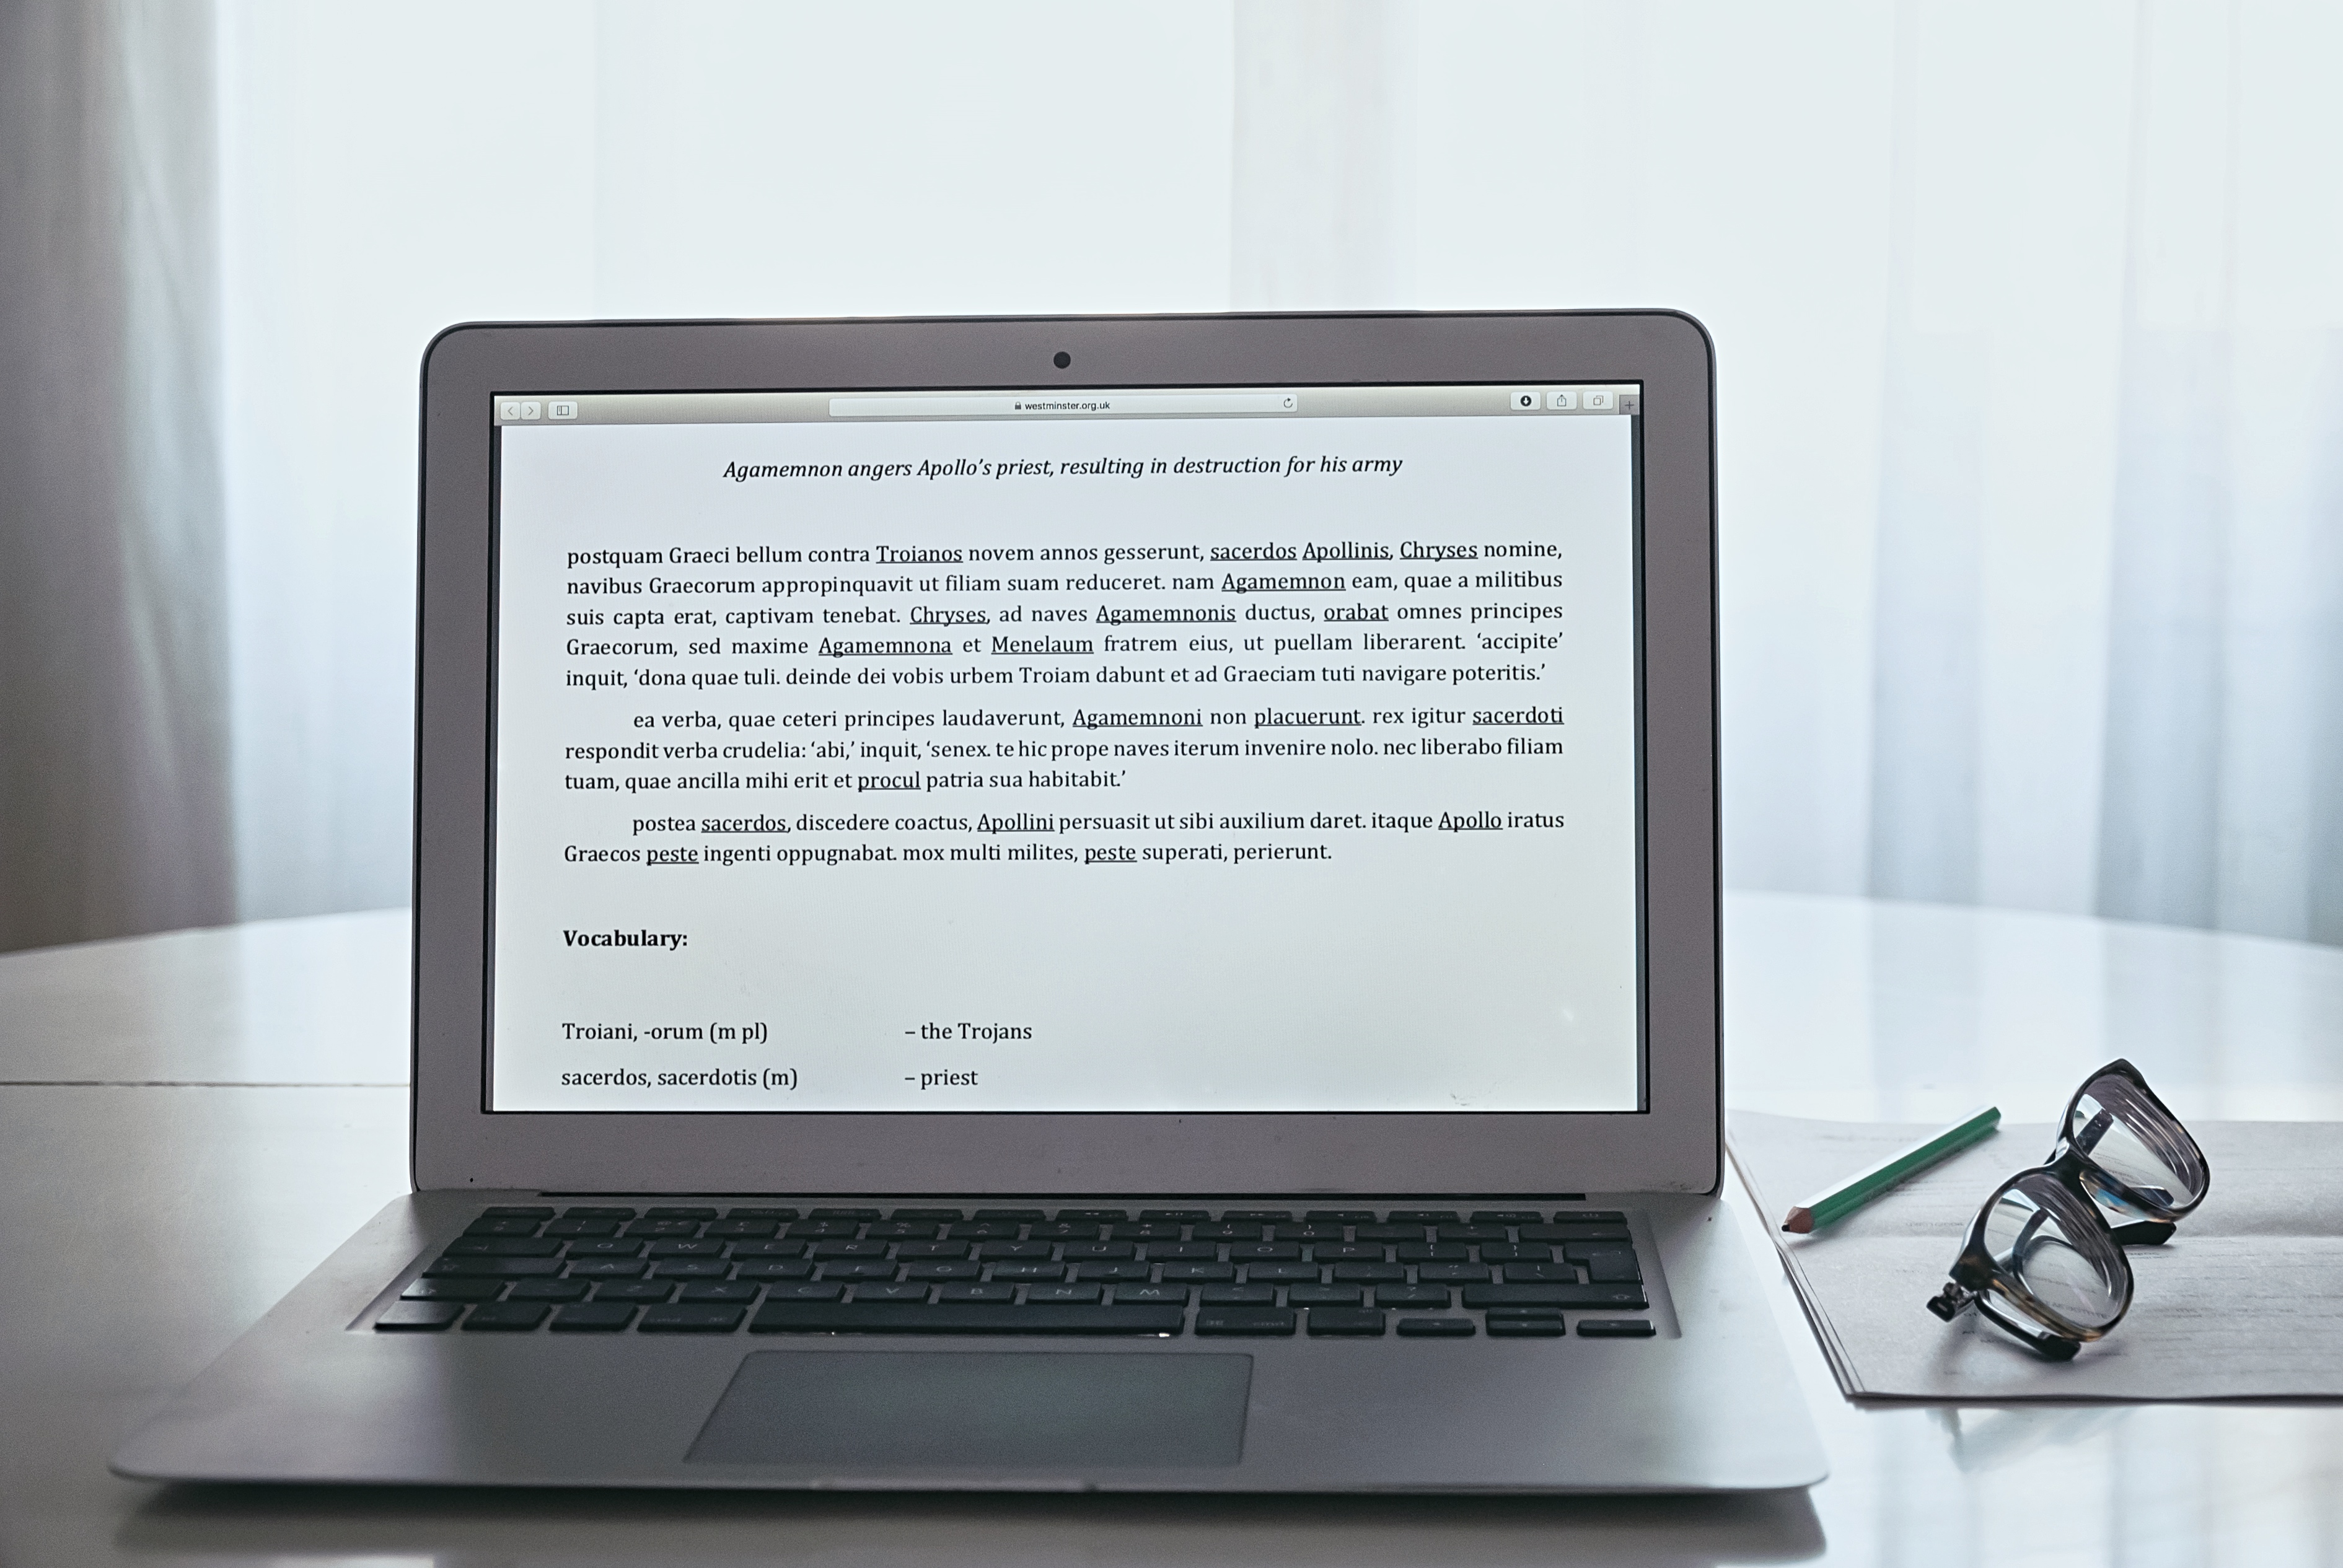 westminster.org.uk
Agamemnon angers Apollo's priest, resulting in destruction for his army
postquam Graeci bellum contra Troianos novem annos gesserunt, sacerdos Apollinis, Chryses nomine,
navibus Graecorum appropinquavit ut filiam suam reduceret. nam Agamemnon eam, quae a militibus
suis capta erat, captivam tenebat. Chryses, ad naves Agamemnonis ductus, orabat omnes principes
Graecorum, sed maxime Agamemnona et Menelaum fratrem eius, ut puellam liberarent. ‘accipite’
inquit, ‘dona quae tuli. deinde dei vobis urbem Troiam dabunt et ad Graeciam tuti navigare poteritis.’
ea verba, quae ceteri principes laudaverunt, Agamemnoni non placuerunt. rex igitur sacerdoti
respondit verba crudelia: ‘abi,’ inquit, ‘senex. te hic prope naves iterum invenire nolo. nec liberabo filiam
tuam, quae ancilla mihi erit et procul patria sua habitabit.’
postea sacerdos, discedere coactus, Apollini persuasit ut sibi auxilium daret. itaque Apollo iratus
Graecos peste ingenti oppugnabat. mox multi milites, peste superati, perierunt.
Vocabulary:
Troiani, -orum (m pl) – the Trojans
sacerdos, sacerdotis (m) – priest